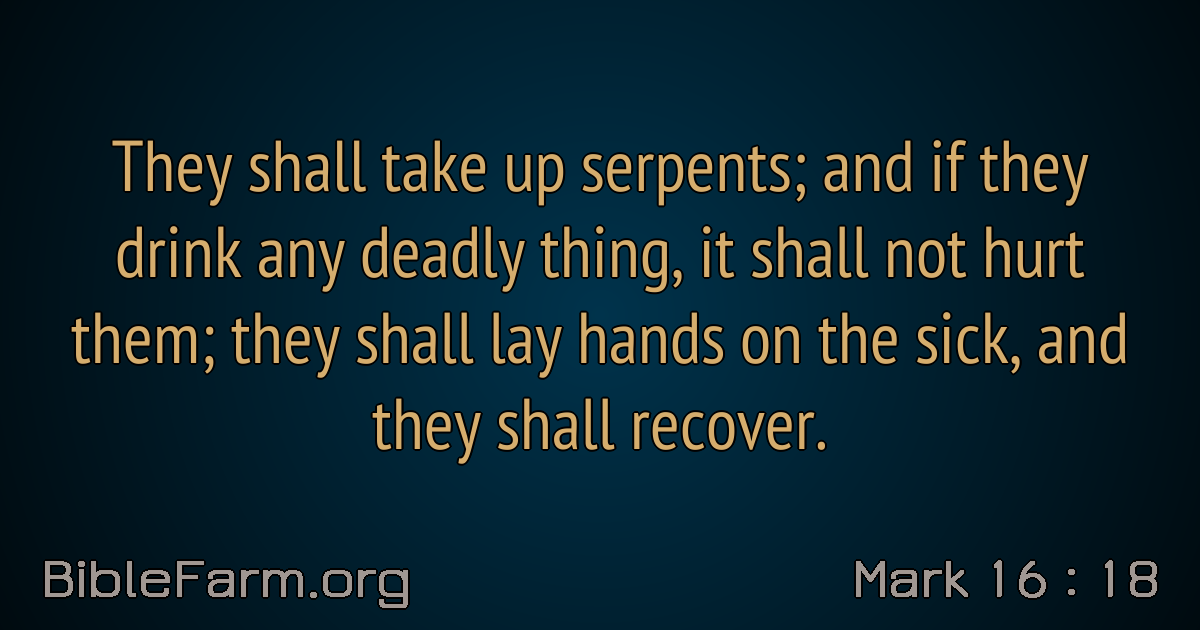 They shall take up serpents; and if they
drink any deadly thing, it shall not hurt
them; they shall lay hands on the sick, and
they shall recover.
BibleFarm.org
Mark 16 : 18